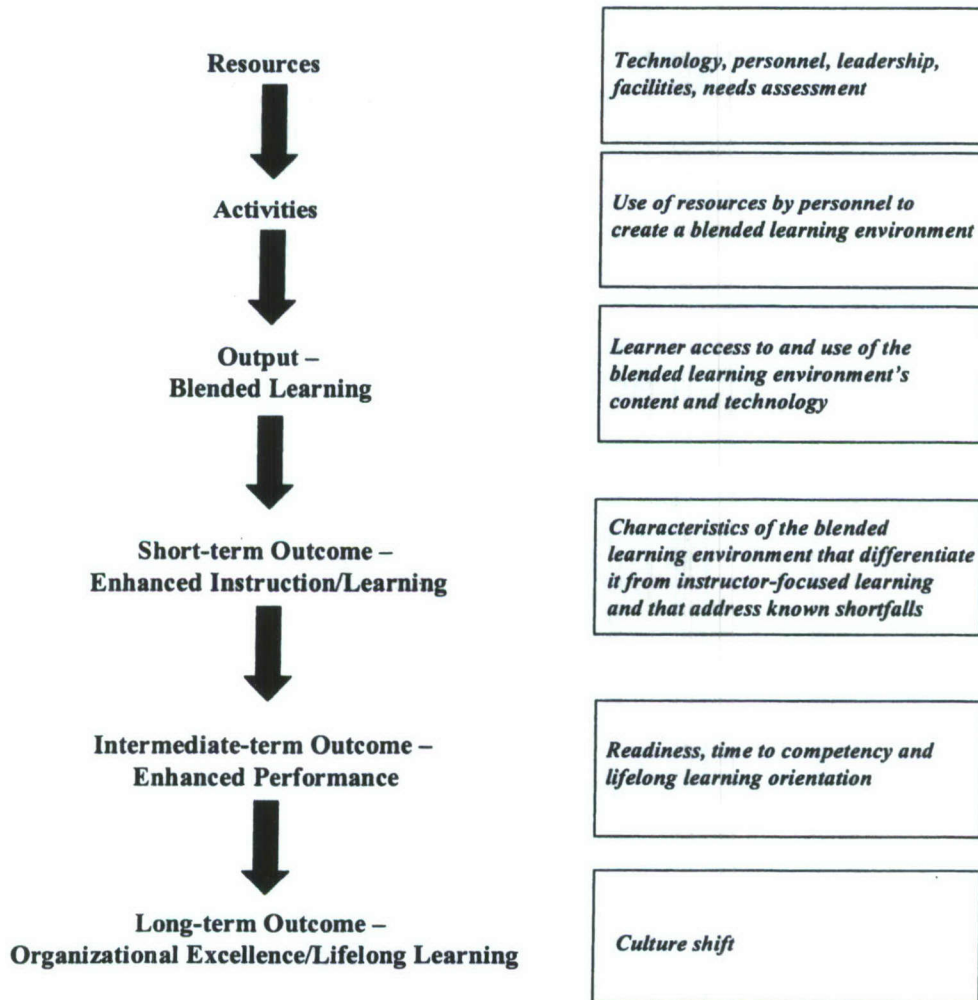 Resources
Technology, personnel, leadership,
facilities, needs assessment
Activities
Use of resources by personnel to
create a blended learning environment
Output –
Blended Learning
Learner access to and use of the
blended learning environment's
content and technology
Short-term Outcome –
Enhanced Instruction/Learning
Characteristics of the blended
learning environment that differentiate
it from instructor-focused learning
and that address known shortfalls
Intermediate-term Outcome –
Enhanced Performance
Readiness, time to competency and
lifelong learning orientation
Long-term Outcome –
Organizational Excellence/Lifelong Learning
Culture shift